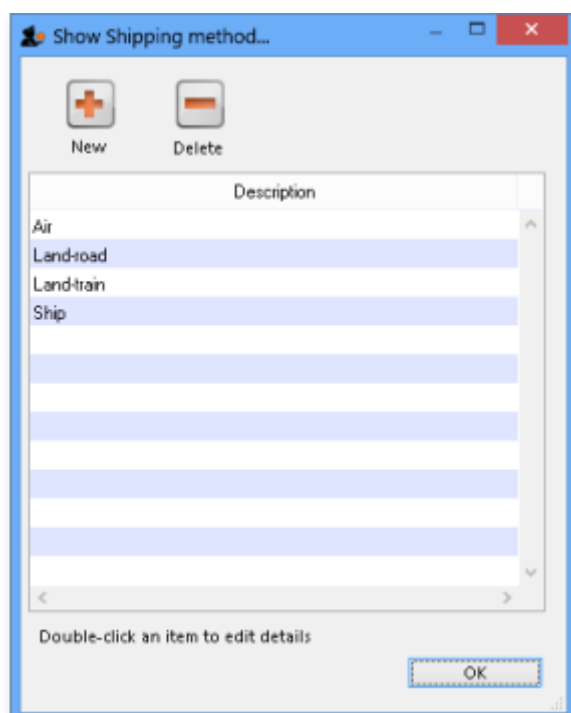 Show Shipping method...
New Delete
Description
Air
Land-road
Land-train
Ship
Double-click an item to edit details
OK